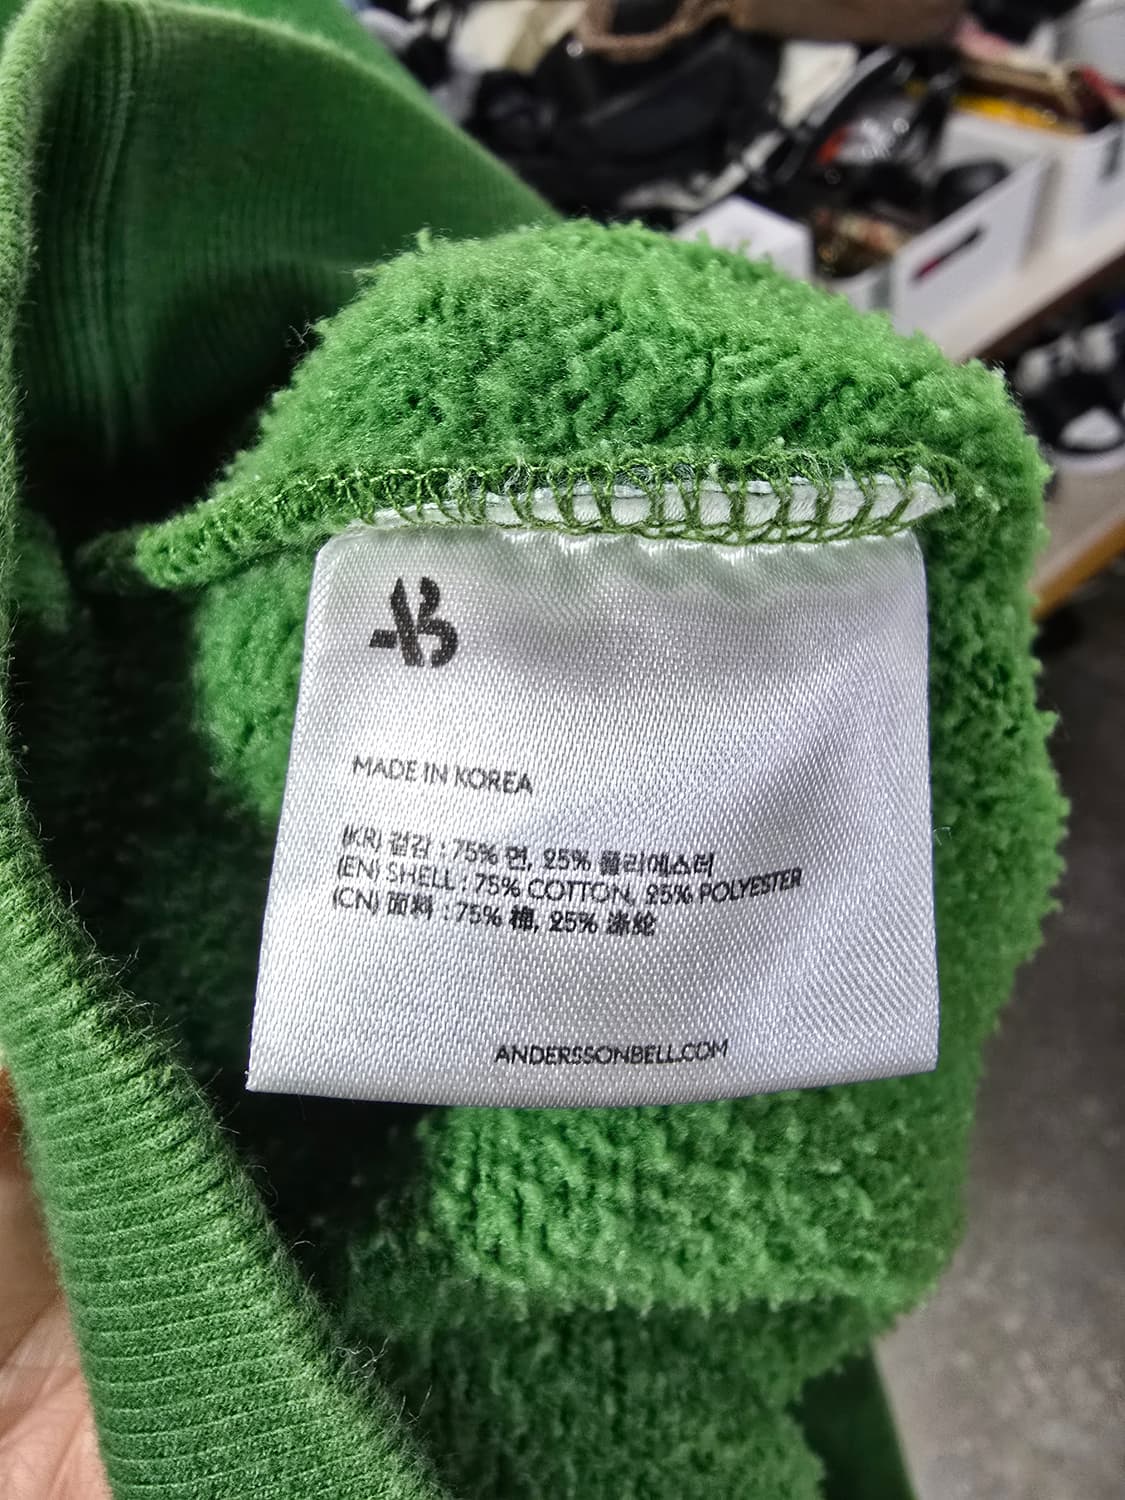 AB
MADE IN KOREA
(KR) 겉감 : 75% 면, 25% 폴리에스터
(EN) SHELL : 75% COTTON, 25% POLYESTER
(CN) 面料 : 75% 棉, 25% 涤纶
ANDERSSONBELL.COM